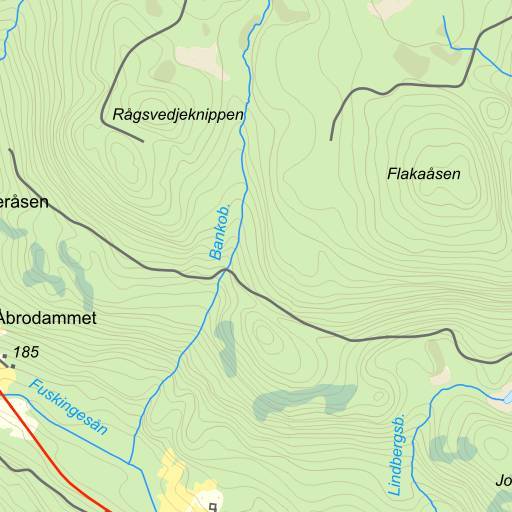 Rågsvedjeknippen
Flakaåsen
eråsen
Bankob.
Åbrodammet
185
Fuskingesån
Lindbergsb.
Jo